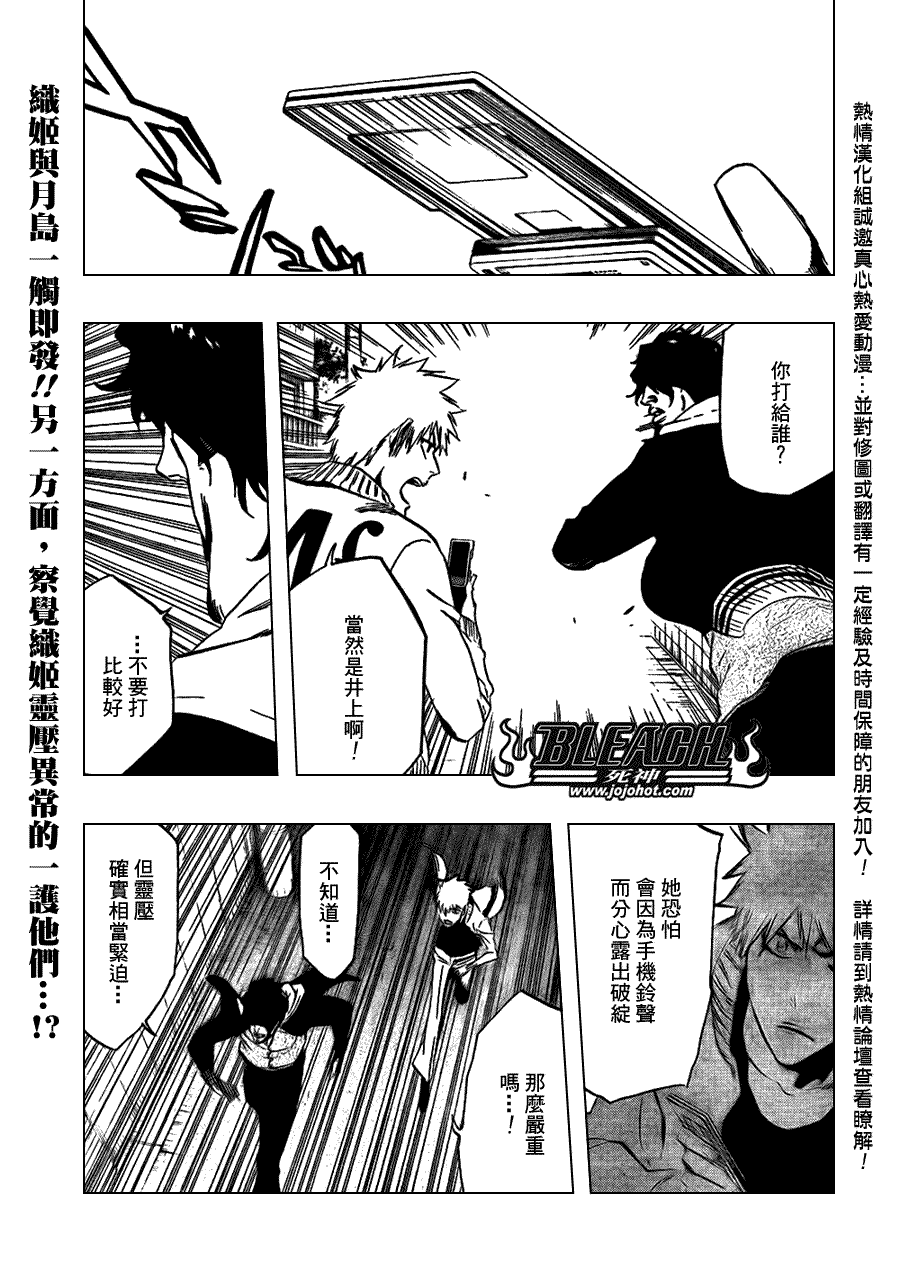 熱情漢化組誠邀真心熱愛動漫…並對修圖或翻譯有一定經驗及時間保障的朋友加入！ 詳情請到熱情論壇查看瞭解！
你打給誰？
當然是井上啊！
…不要打
比較好
BLEACH
死神
www.jojohot.com
她恐怕
會因為手機鈴聲
而分心露出破綻
那麼嚴重
嗎…！
不知道…
但靈壓
確實相當緊迫…
織姬與月島一觸即發!!另一方面，察覺織姬靈壓異常的一護他們…!?